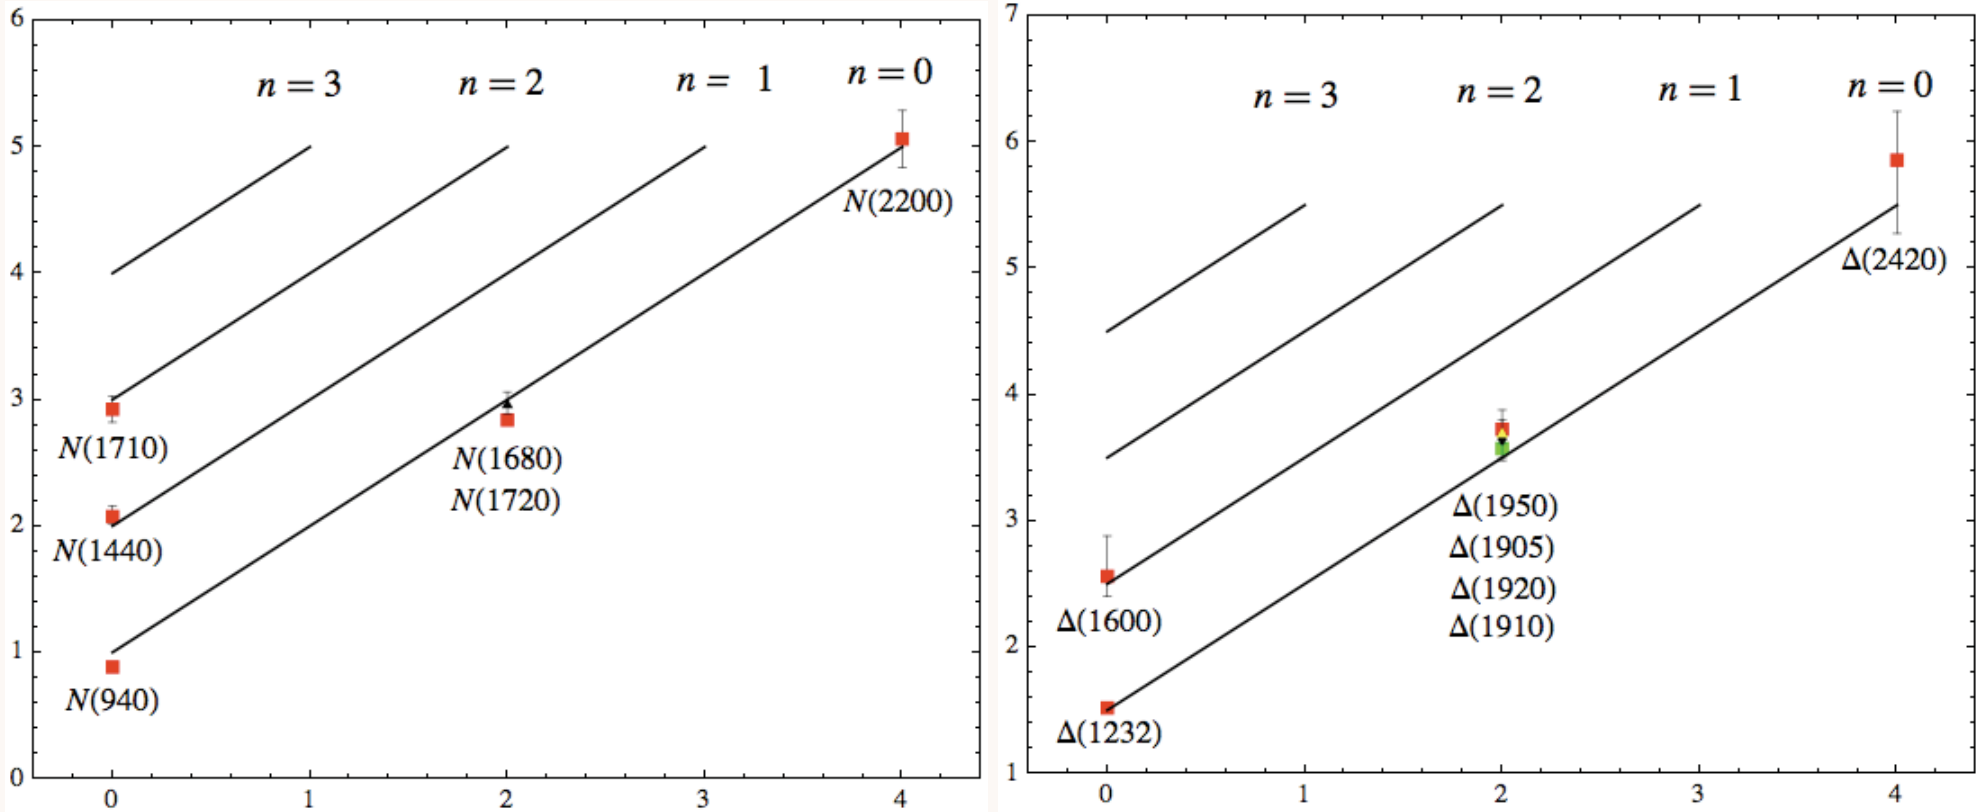 6
5
4
3
2
1
0
0 1 2 3 4
n = 3 n = 2 n = 1 n = 0
N(2200)
N(1710)
N(1680)
N(1720)
N(1440)
N(940)
7
6
5
4
3
2
1
0 1 2 3 4
n = 3 n = 2 n = 1 n = 0
Δ(2420)
Δ(1950)
Δ(1905)
Δ(1920)
Δ(1910)
Δ(1600)
Δ(1232)